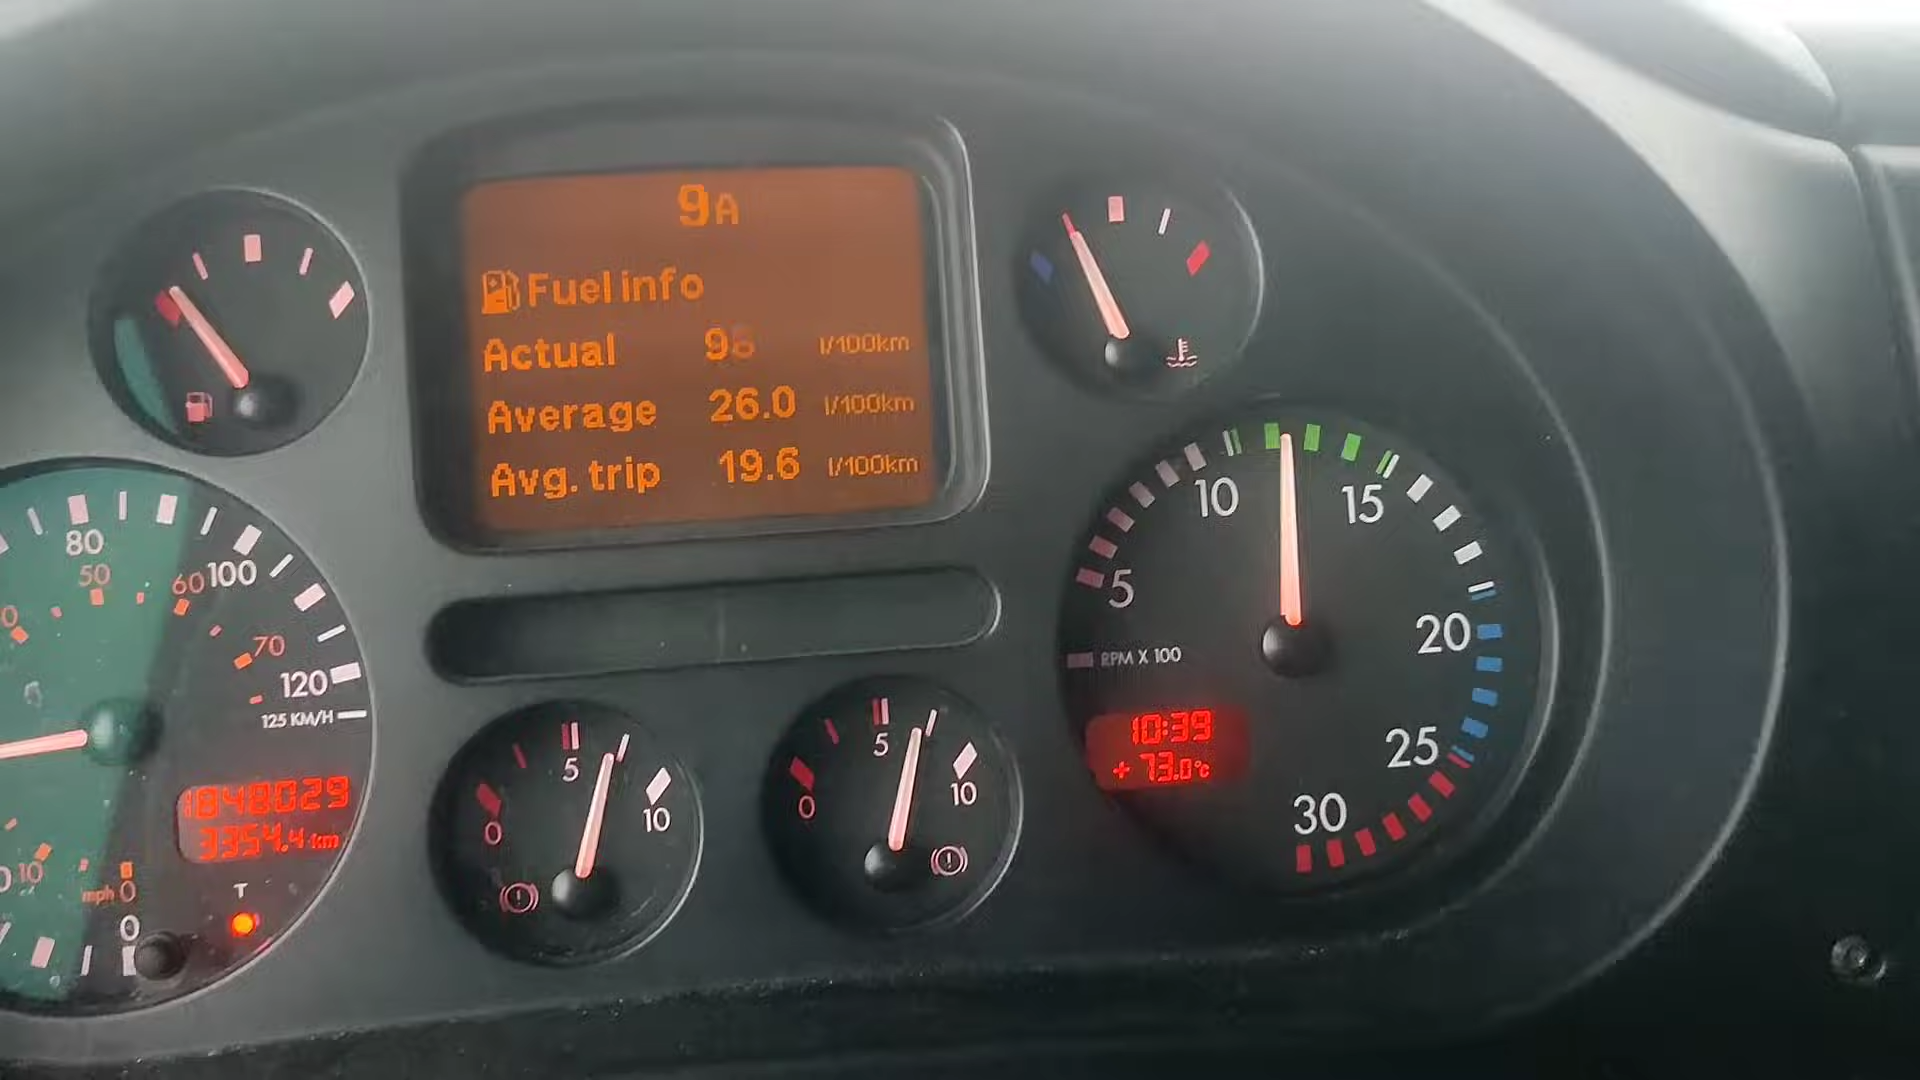 9A
Fuel info
Actual 98 l/100km
Average 26.0 l/100km
Avg. trip 19.6 l/100km
80
50
60 100
70
120
125 KM/H
1848029
3354.4 km
10
mph 0
0
T
0
5
10
0
5
10
5
10
15
20
25
30
RPM X 100
10:39
+ 73.0°c